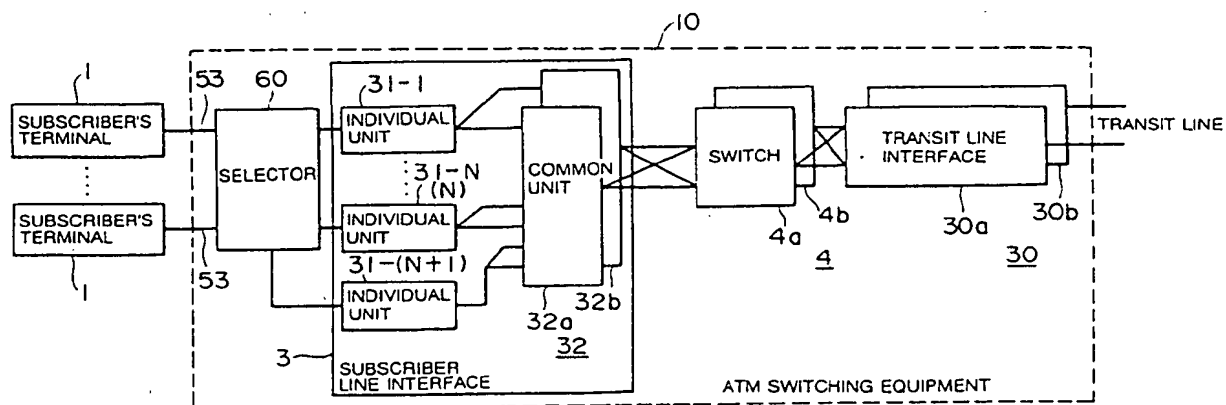 10
1
SUBSCRIBER'S
TERMINAL
SUBSCRIBER'S
TERMINAL
1
53
53
60
SELECTOR
31-1
INDIVIDUAL
UNIT
31-N
(N)
INDIVIDUAL
UNIT
31-(N+1)
INDIVIDUAL
UNIT
COMMON
UNIT
32a
32b
32
3
SUBSCRIBER
LINE INTERFACE
SWITCH
4a
4b
4
TRANSIT LINE
INTERFACE
30a
30b
30
TRANSIT LINE
ATM SWITCHING EQUIPMENT